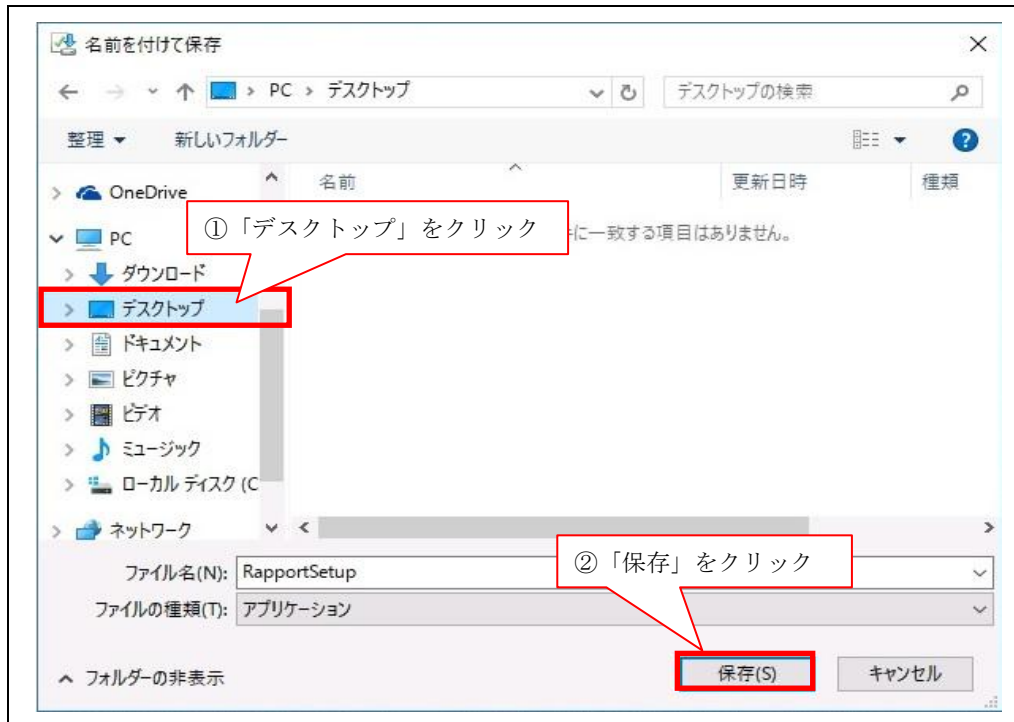 名前を付けて保存
PC › デスクトップ
デスクトップの検索
整理
新しいフォルダー
名前
更新日時
種類
OneDrive
①「デスクトップ」をクリック
に一致する項目はありません。
PC
ダウンロード
デスクトップ
ドキュメント
ピクチャ
ビデオ
ミュージック
ローカル ディスク (C
ネットワーク
②「保存」をクリック
ファイル名(N): RapportSetup
ファイルの種類(T): アプリケーション
フォルダーの非表示
保存(S)
キャンセル